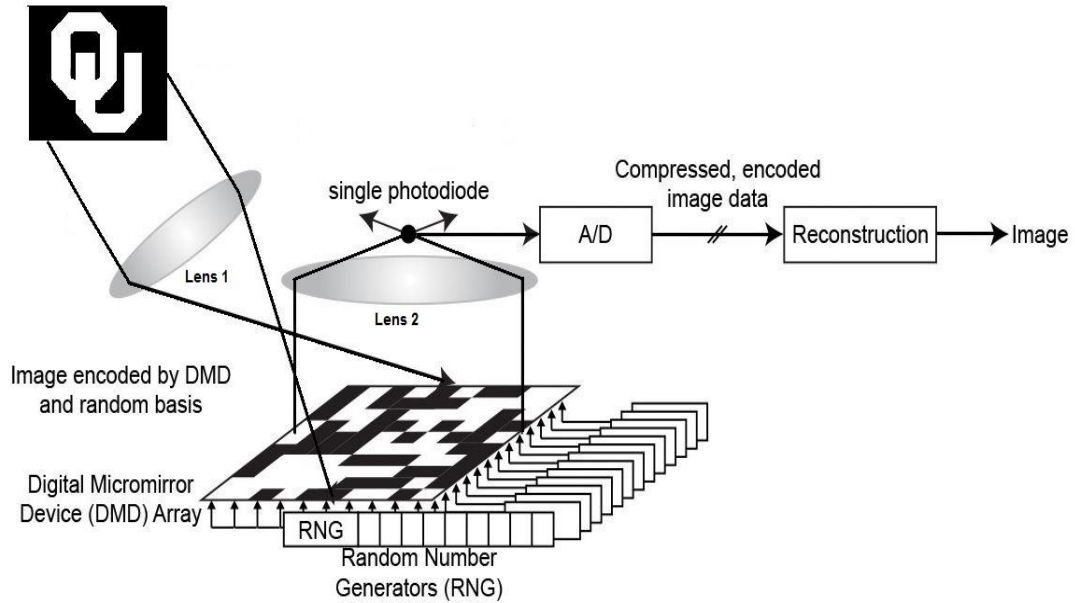 OU
single photodiode
Compressed, encoded
image data
A/D
Reconstruction
Image
Lens 1
Lens 2
Image encoded by DMD
and random basis
Digital Micromirror
Device (DMD) Array
RNG
Random Number
Generators (RNG)